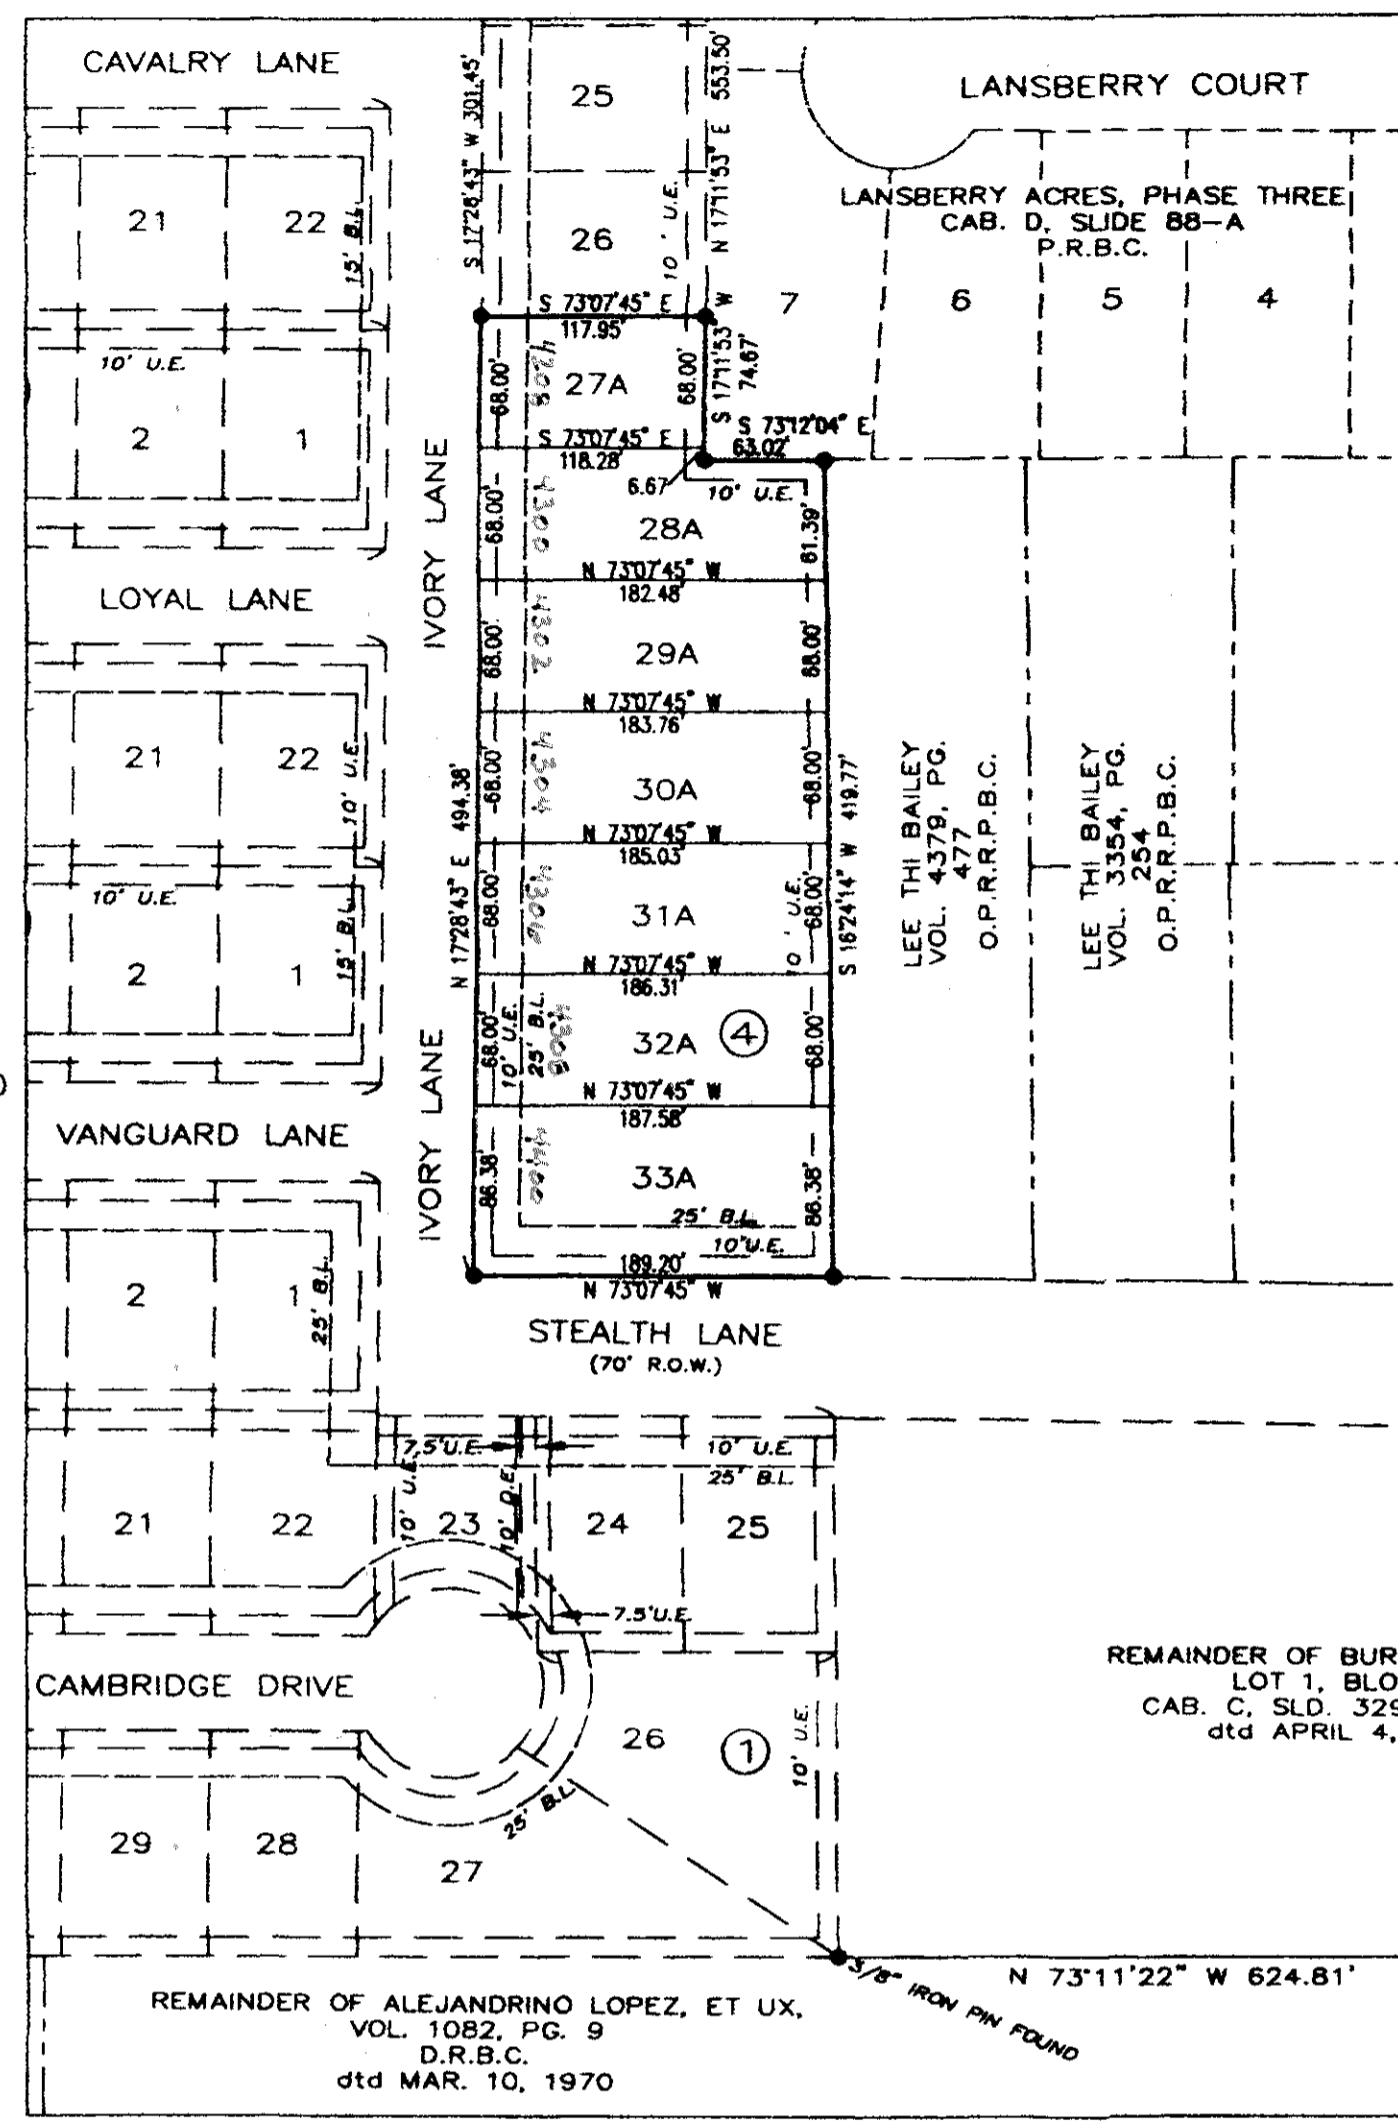 CAVALRY LANE
S 17°28'43" W 301.45'
25
N 17°11'53" E 553.50'
LANSBERRY COURT
21
22
15' B.L.
26
10' U.E.
LANSBERRY ACRES, PHASE THREE
CAB. D, SLIDE 88-A
P.R.B.C.
7
6
5
4
S 73°07'45" E
117.95'
10' U.E.
2
1
68.00'
4208
27A
68.00'
S 17°11'53" W
74.67'
S 73°12'04" E
63.02'
S 73°07'45" E
118.28'
6.67'
10' U.E.
IVORY LANE
68.00'
4300
28A
61.39'
N 73°07'45" W
182.48'
LOYAL LANE
68.00'
4302
29A
68.00'
N 73°07'45" W
183.76'
21
22
10' U.E.
N 17°28'43" E 494.38'
68.00'
4304
30A
68.00'
S 16°24'14" W 419.77'
N 73°07'45" W
185.03'
LEE THI BAILEY
VOL. 4379, PG.
477
O.P.R.R.P.B.C.
LEE THI BAILEY
VOL. 3354, PG.
254
O.P.R.R.P.B.C.
10' U.E.
2
1
15' B.L.
68.00'
4306
31A
10' U.E.
68.00'
N 73°07'45" W
186.31'
68.00'
10' U.E.
25' B.L.
4308
32A
4
68.00'
N 73°07'45" W
187.58'
VANGUARD LANE
IVORY LANE
86.38'
4400
33A
86.38'
25' B.L.
10'U.E.
189.20'
N 73°07'45" W
2
1
25' B.L.
STEALTH LANE
(70' R.O.W.)
7.5'U.E.
10' U.E.
25' B.L.
21
22
10' U.E.
23
10' D.E.
24
25
7.5'U.E.
CAMBRIDGE DRIVE
26
1
10' U.E.
REMAINDER OF BUR
LOT 1, BLO
CAB. C, SLD. 329
dtd APRIL 4,
25' B.L.
29
28
27
5/8" IRON PIN FOUND
N 73°11'22" W 624.81'
REMAINDER OF ALEJANDRINO LOPEZ, ET UX,
VOL. 1082, PG. 9
D.R.B.C.
dtd MAR. 10, 1970